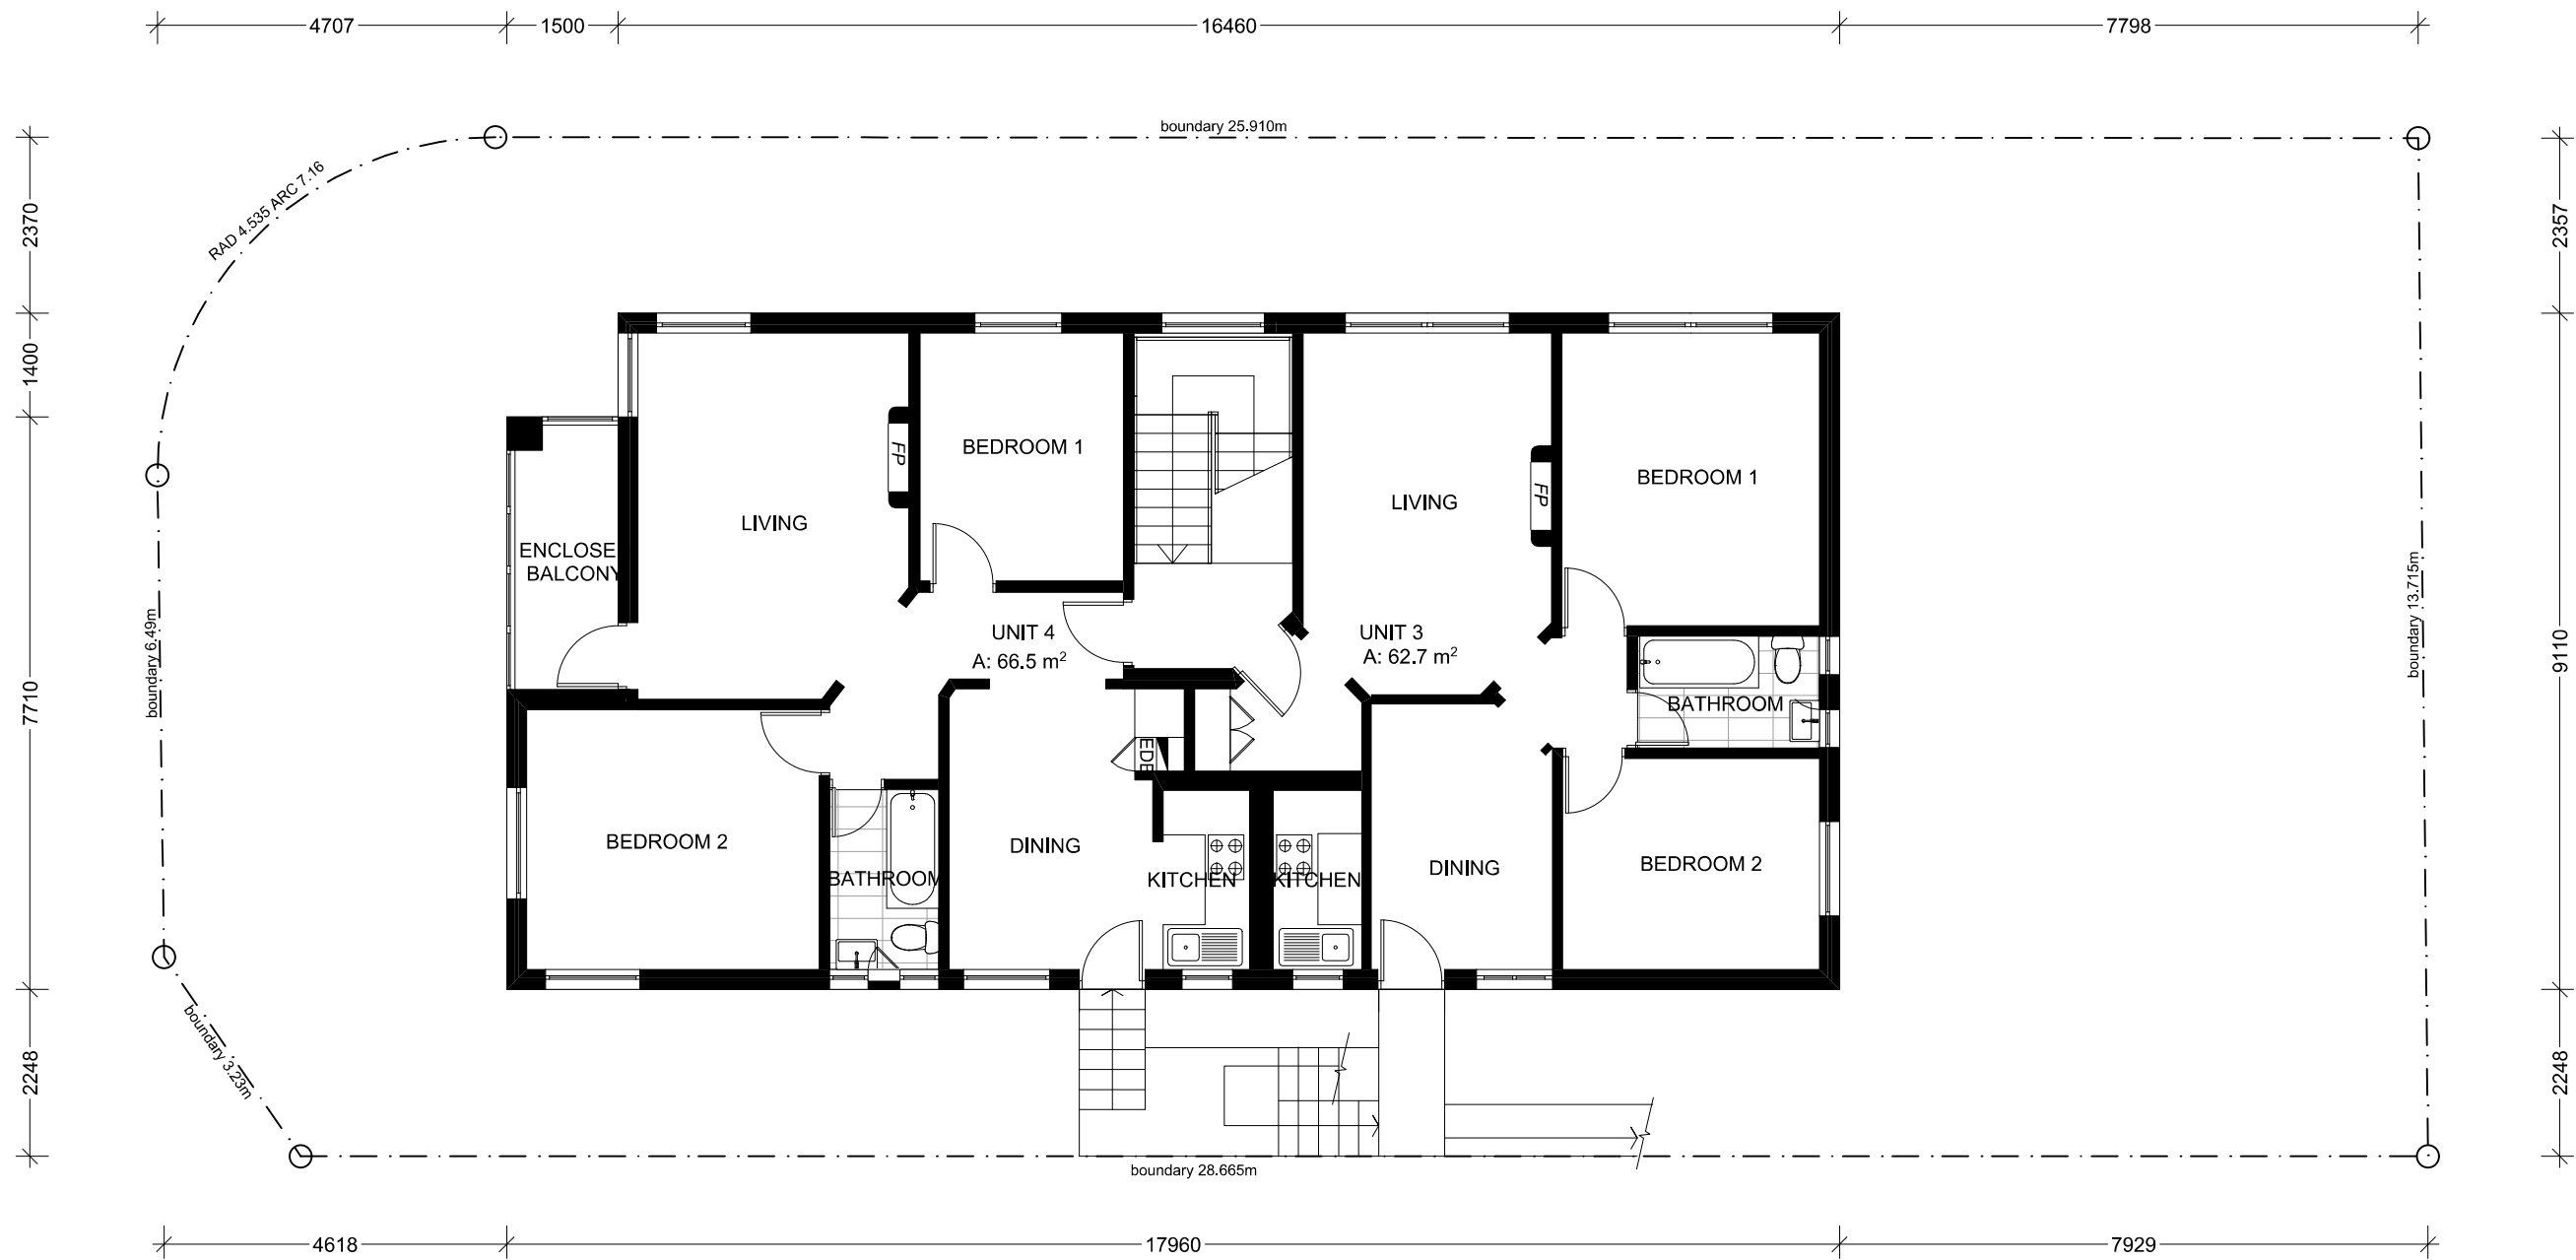 4707
1500
16460
7798
boundary 25.910m
RAD 4.535 ARC 7.16
2370
2357
1400
BEDROOM 1
FP
BEDROOM 1
LIVING
FP
LIVING
ENCLOSE
BALCONY
boundary 13.715m
UNIT 4
A: 66.5 m²
UNIT 3
A: 62.7 m²
9110
boundary 6.49m
7710
BATHROOM
EDB
BEDROOM 2
DINING
BEDROOM 2
DINING
BATHROOM
KITCHEN
KITCHEN
boundary 3.23m
2248
2248
boundary 28.665m
4618
17960
7929